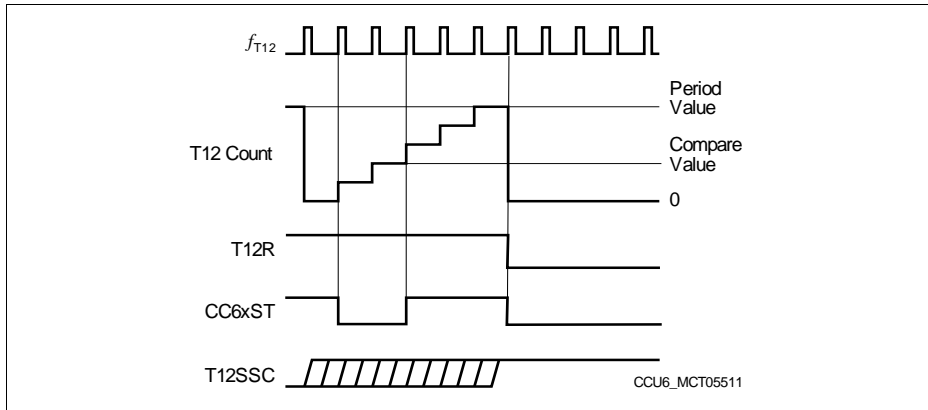 fT12
Period
Value
T12 Count
Compare
Value
0
T12R
CC6xST
T12SSC
CCU6_MCT05511